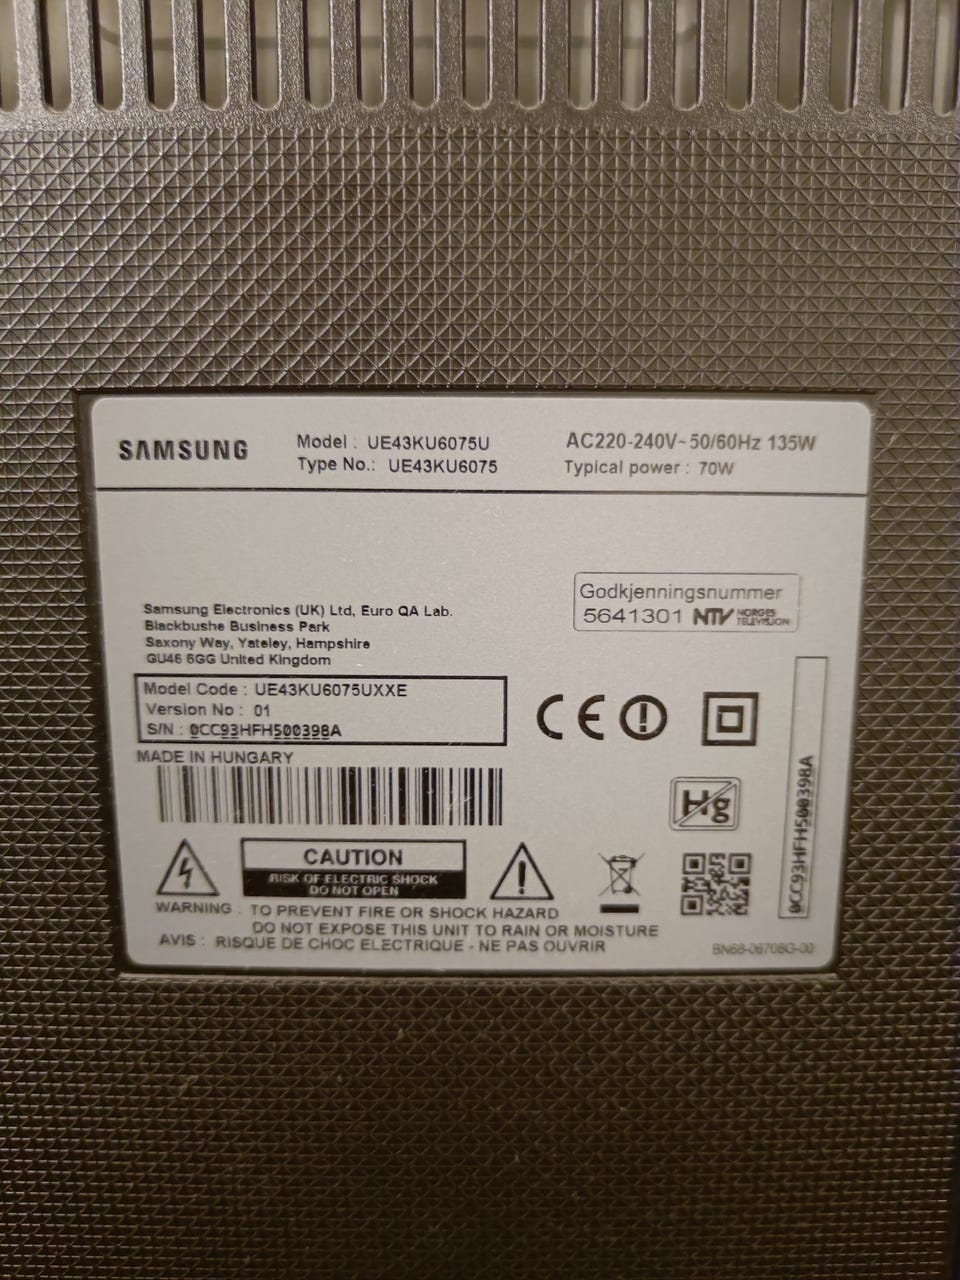 SAMSUNG
Model : UE43KU6075U
Type No.: UE43KU6075
AC220-240V~50/60Hz 135W
Typical power : 70W
Godkjenningsnummer
5641301 NTV NORGES TELEVISJON
Samsung Electronics (UK) Ltd, Euro QA Lab.
Blackbushe Business Park
Saxony Way, Yateley, Hampshire
GU46 6GG United Kingdom
Model Code : UE43KU6075UXXE
Version No : 01
S/N : 0CC93HFH500398A
MADE IN HUNGARY
CE
Hg
0CC93HFH500398A
CAUTION
RISK OF ELECTRIC SHOCK
DO NOT OPEN
WARNING : TO PREVENT FIRE OR SHOCK HAZARD
DO NOT EXPOSE THIS UNIT TO RAIN OR MOISTURE
AVIS : RISQUE DE CHOC ELECTRIQUE - NE PAS OUVRIR
BN68-06708G-00